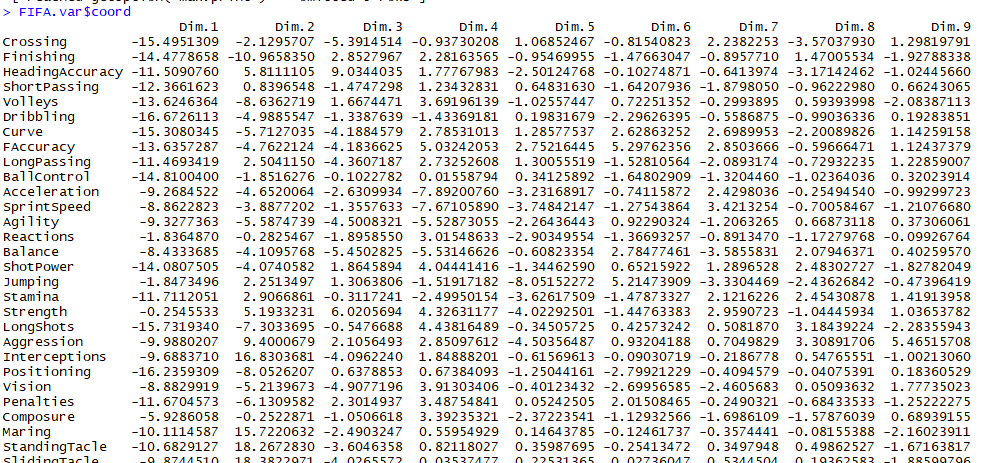 > FIFA.var$coord
Dim.1 Dim.2 Dim.3 Dim.4 Dim.5 Dim.6 Dim.7 Dim.8 Dim.9
Crossing -15.4951309 -2.1295707 -5.3914514 -0.93730208 1.06852467 -0.81540823 2.2382253 -3.57037930 1.29819791
Finishing -14.4778658 -10.9658350 2.8527967 2.28163565 -0.95469955 -1.47663047 -0.8957710 1.47005534 -1.92788338
HeadingAccuracy -11.5090760 5.8111105 9.0344035 1.77767983 -2.50124768 -0.10274871 -0.6413974 -3.17142462 -1.02445660
ShortPassing -12.3661623 0.8396548 -1.4747298 1.23432831 0.64831630 -1.64207936 -1.8798050 -0.96222980 0.66243065
Volleys -13.6246364 -8.6362719 1.6674471 3.69196139 -1.02557447 0.72251352 -0.2993895 0.59393998 -2.08387113
Dribbling -16.6726113 -4.9885547 -1.3387639 -1.43369181 0.19831679 -2.29626395 -0.5586875 -0.99036336 0.19283851
Curve -15.3080345 -5.7127035 -4.1884579 2.78531013 1.28577537 2.62863252 2.6989953 -2.20089826 1.14259158
FAccuracy -13.6357287 -4.7622124 -4.1836625 5.03242053 2.75216445 5.29762356 2.8503666 -0.59666471 1.12437379
LongPassing -11.4693419 2.5041150 -4.3607187 2.73252608 1.30055519 -1.52810564 -2.0893174 -0.72932235 1.22859007
BallControl -14.8100400 -1.8516276 -0.1022782 0.01558794 0.34125892 -1.64802909 -1.3204460 -1.02364036 0.32023914
Acceleration -9.2684522 -4.6520064 -2.6309934 -7.89200760 -3.23168917 -0.74115872 2.4298036 -0.25494540 -0.99299723
SprintSpeed -8.8622823 -3.8877202 -1.3557633 -7.67105890 -3.74842147 -1.27543864 3.4213254 -0.70058467 -1.21076680
Agility -9.3277363 -5.5874739 -4.5008321 -5.52873055 -2.26436443 0.92290324 -1.2063265 0.66873118 0.37306061
Reactions -1.8364870 -0.2825467 -1.8958550 3.01548633 -2.90349554 -1.36693257 -0.8913470 -1.17279768 -0.09926764
Balance -8.4333685 -4.1095768 -5.4502825 -5.53146626 -0.60823354 2.78477461 -3.5855831 2.07946371 0.40259570
ShotPower -14.0807505 -4.0740582 1.8645894 4.04441416 -1.34462590 0.65215922 1.2896528 2.48302727 -1.82782049
Jumping -1.8473496 2.2513497 1.3063806 -1.51917182 -8.05152272 5.21473909 -3.3304469 -2.43626842 -0.47396419
Stamina -11.7112051 2.9066861 -0.3117241 -2.49950154 -3.62617509 -1.47873327 2.1216226 2.45430878 1.41913958
Strength -0.2545533 5.1933231 6.0205694 4.32631177 -4.02292501 -1.44763383 2.9590723 -1.04445934 1.03653782
Longshots -15.7319340 -7.3033695 -0.5476688 4.43816489 -0.34505725 0.42573242 0.5081870 3.18439224 -2.28355943
Aggression -9.9880207 9.4000679 2.1056493 2.85097612 -4.50356487 0.93204188 0.7049829 3.30891706 5.46515708
Interceptions -9.6883710 16.8303681 -4.0962240 1.84888201 -0.61569613 -0.09030719 -0.2186778 0.54765551 -1.00213060
Positioning -16.2359309 -8.0526207 0.6378853 0.67384093 -1.25044161 -2.79921229 -0.4094579 -0.04075391 0.18360529
Vision -8.8829919 -5.2139673 -4.9077196 3.91303406 -0.40123432 -2.69956585 -2.4605683 0.05093632 1.77735023
Penalties -11.6704573 -6.1309582 2.3014937 3.48754841 0.05242505 2.01508465 -0.2490321 -0.68433533 -1.25222275
Composure -5.9286058 -0.2522871 -1.0506618 3.39235321 -2.37223541 -1.12932566 -1.6986109 -1.57876039 0.68939155
Maring -10.1114587 15.7220632 -2.4903247 0.55954929 0.14643785 -0.12461737 -0.3574441 -0.08155388 -2.16023911
StandingTacle -10.6829127 18.2672830 -3.6046358 0.82118027 0.35987695 -0.25413472 0.3497948 0.49862527 -1.67163817
SlidingTacle -9.8744510 18.3822971 -4.0265572 0.03537477 0.22531365 0.02736047 0.5344504 0.19362583 -1.88599796